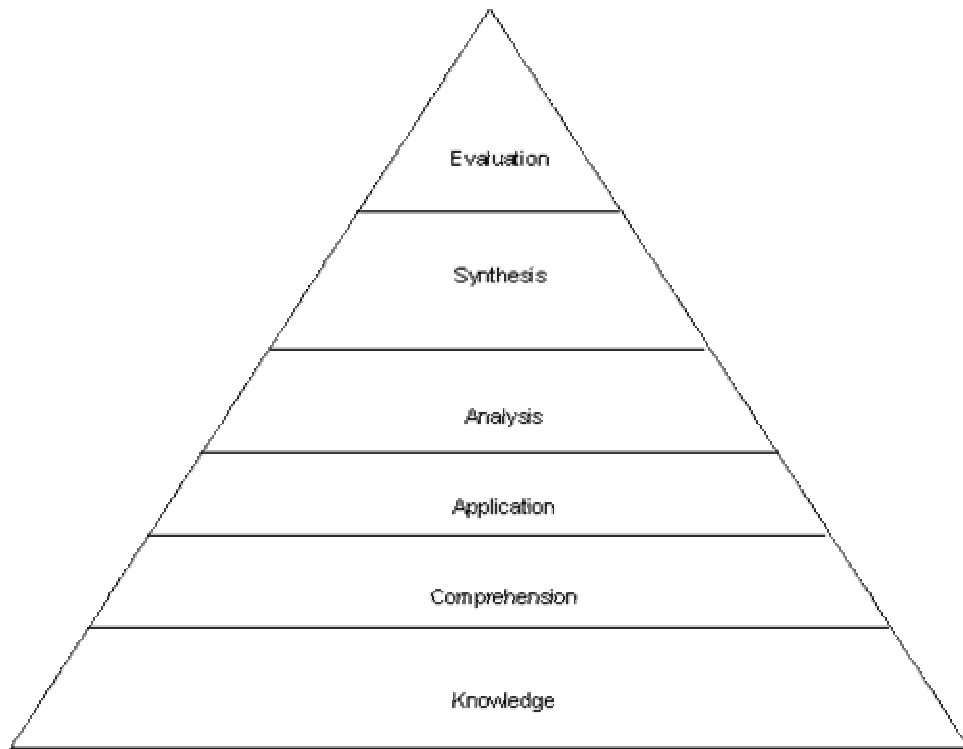 Evaluation
Synthesis
Analysis
Application
Comprehension
Knowledge